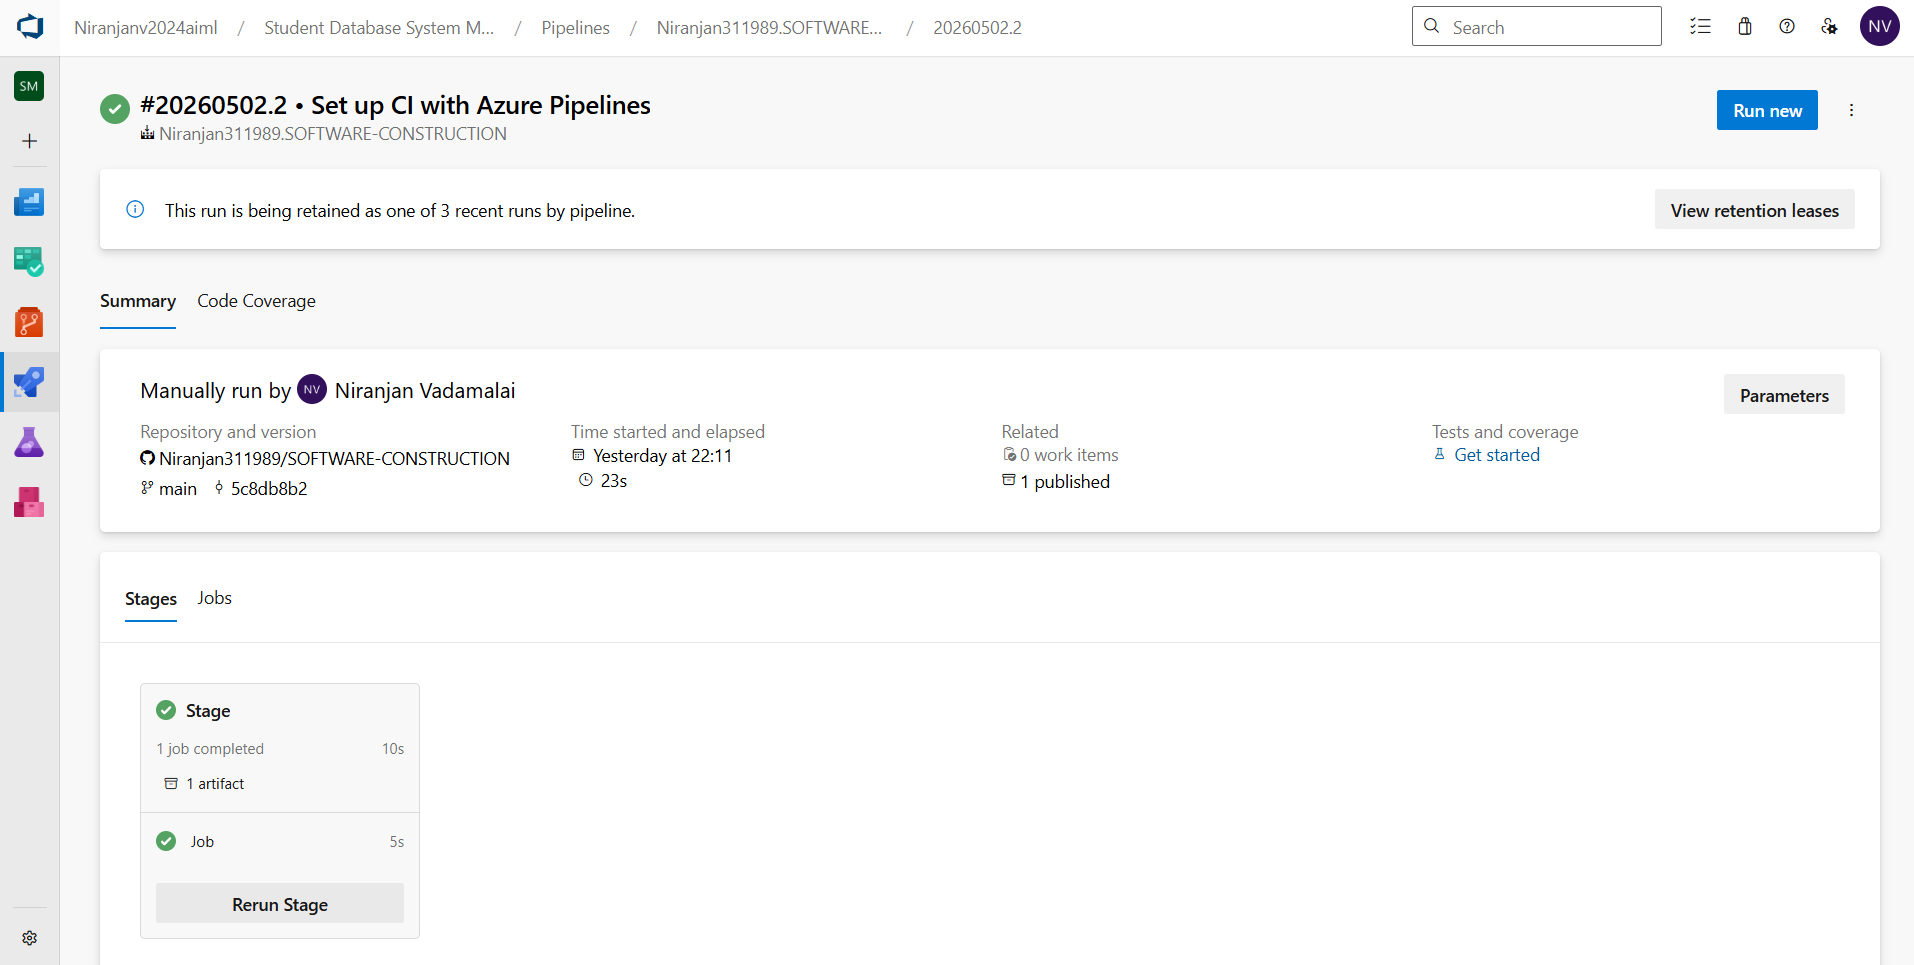 Niranjanv2024aiml / Student Database System M... / Pipelines / Niranjan311989.SOFTWARE... / 20260502.2
Search
NV
SM
#20260502.2 • Set up CI with Azure Pipelines
Niranjan311989.SOFTWARE-CONSTRUCTION
Run new
This run is being retained as one of 3 recent runs by pipeline.
View retention leases
Summary Code Coverage
Manually run by NV Niranjan Vadamalai
Parameters
Repository and version
Niranjan311989/SOFTWARE-CONSTRUCTION
main 5c8db8b2
Time started and elapsed
Yesterday at 22:11
23s
Related
0 work items
1 published
Tests and coverage
Get started
Stages Jobs
Stage
1 job completed 10s
1 artifact
Job 5s
Rerun Stage